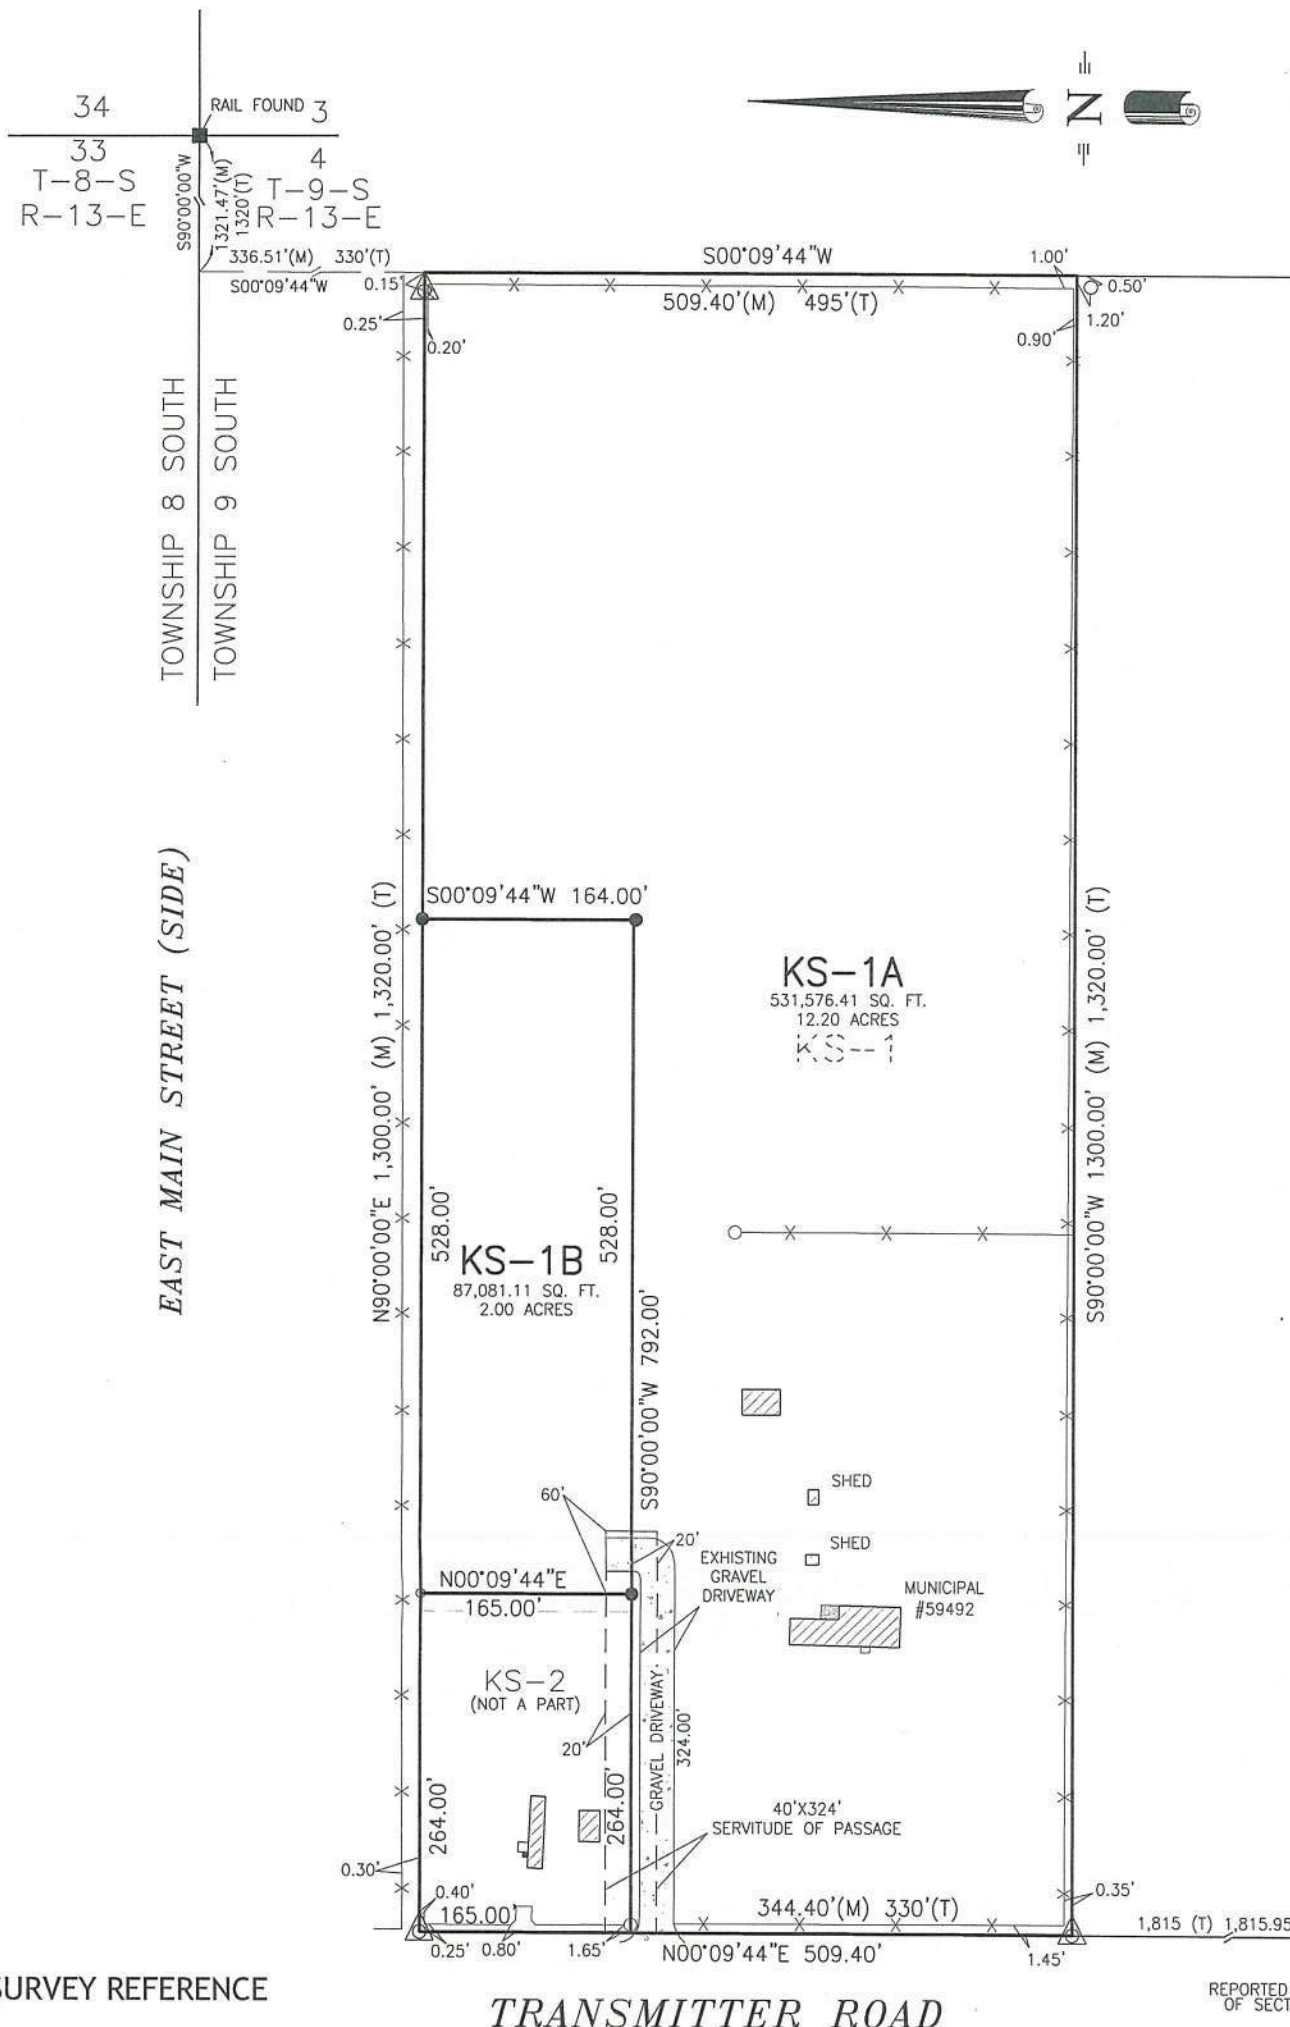 34
RAIL FOUND 3
33
4
T-8-S
R-13-E
T-9-S
R-13-E
S90°00'00"W
1321.47'(M)
1320'(T)
336.51'(M) 330'(T)
S00°09'44"W
N
S00°09'44"W
509.40'(M) 495'(T)
1.00'
0.50'
1.20'
0.90'
0.15'
0.25'
0.20'
TOWNSHIP 8 SOUTH
TOWNSHIP 9 SOUTH
EAST MAIN STREET (SIDE)
N90°00'00"E 1,300.00' (M) 1,320.00' (T)
S00°09'44"W 164.00'
KS-1A
531,576.41 SQ. FT.
12.20 ACRES
KS--1
S90°00'00"W 1300.00' (M) 1,320.00' (T)
528.00'
528.00'
KS-1B
87,081.11 SQ. FT.
2.00 ACRES
S90°00'00"W 792.00'
60'
20'
SHED
SHED
EXHISTING
GRAVEL
DRIVEWAY
MUNICIPAL
#59492
N00°09'44"E
165.00'
KS-2
(NOT A PART)
20'
GRAVEL DRIVEWAY
324.00'
264.00'
264.00'
40'X324'
SERVITUDE OF PASSAGE
0.30'
0.40'
165.00'
0.25' 0.80' 1.65'
344.40'(M) 330'(T)
N00°09'44"E 509.40'
0.35'
1.45'
1,815 (T) 1,815.95
SURVEY REFERENCE
TRANSMITTER ROAD
REPORTED
OF SECT